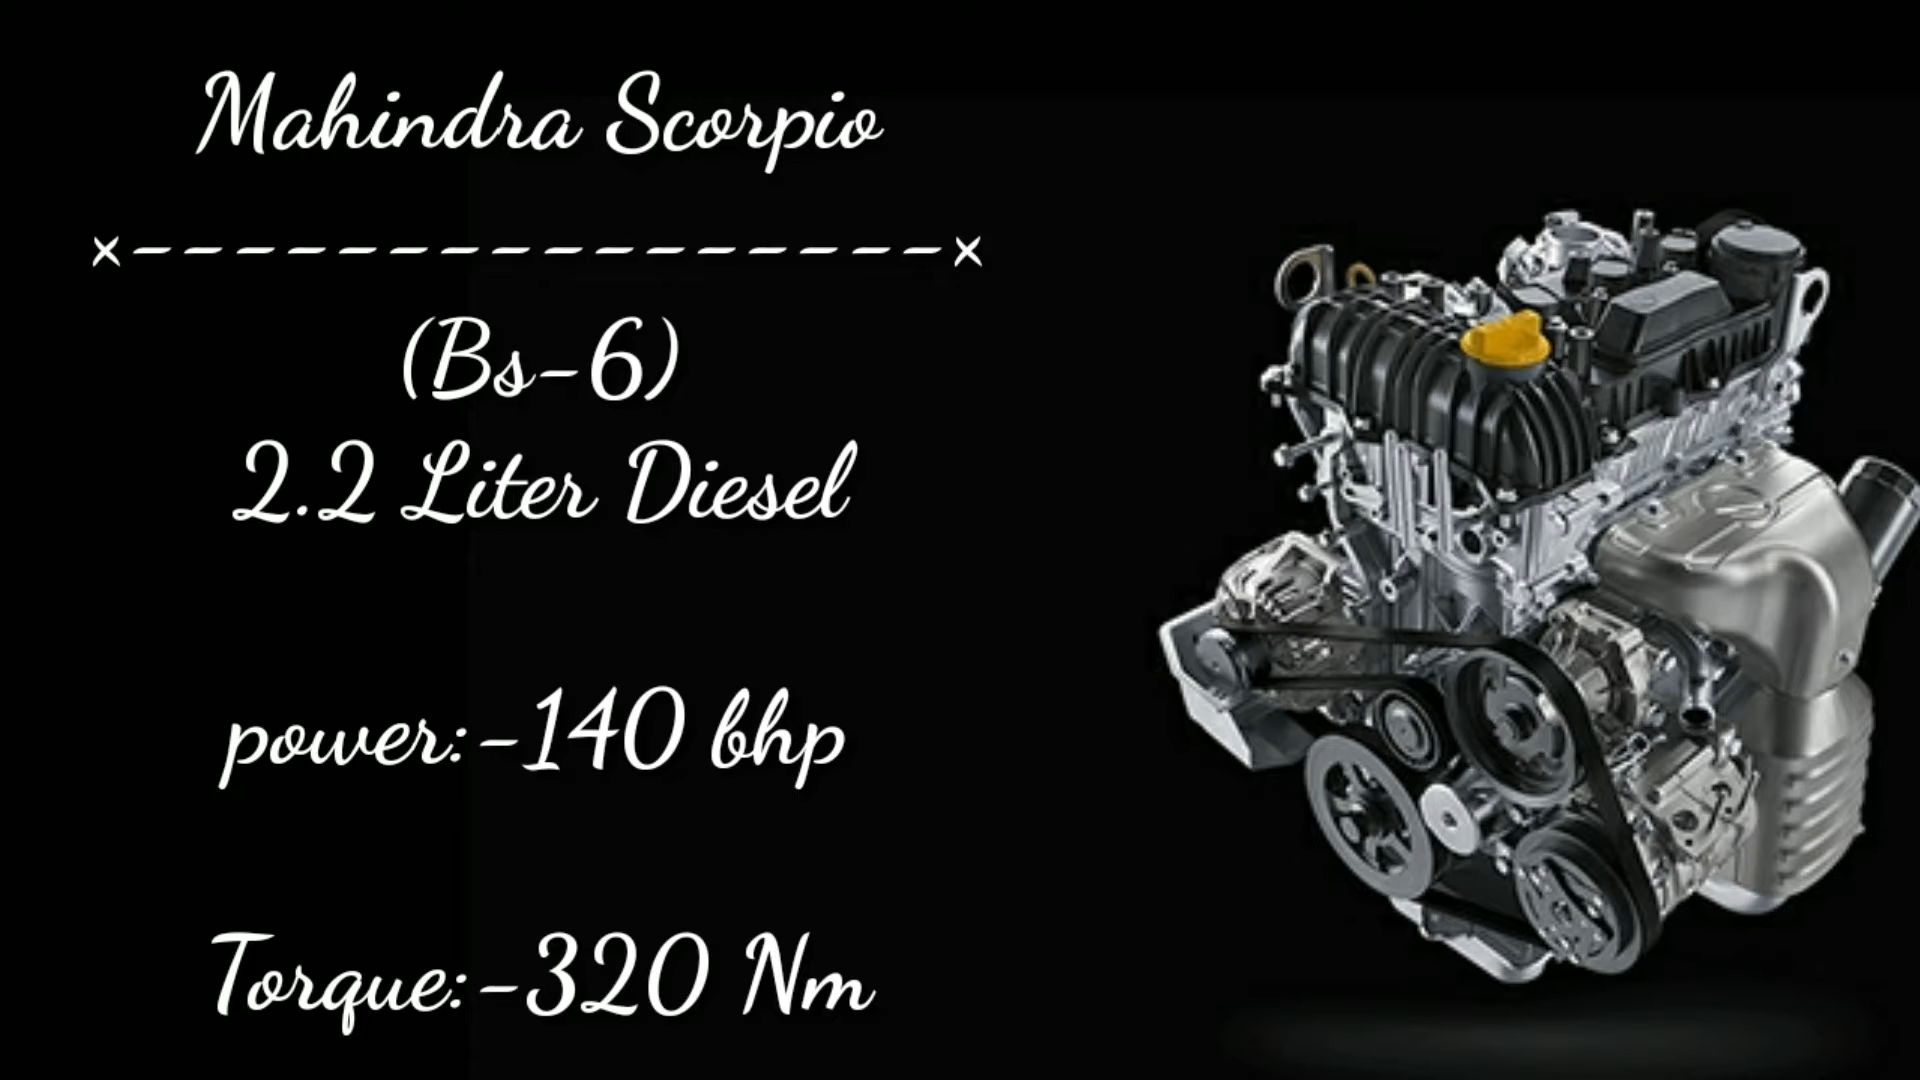 Mahindra Scorpio
×-----------------×
(Bs-6)
2.2 Liter Diesel
power:-140 bhp
Torque:-320 Nm